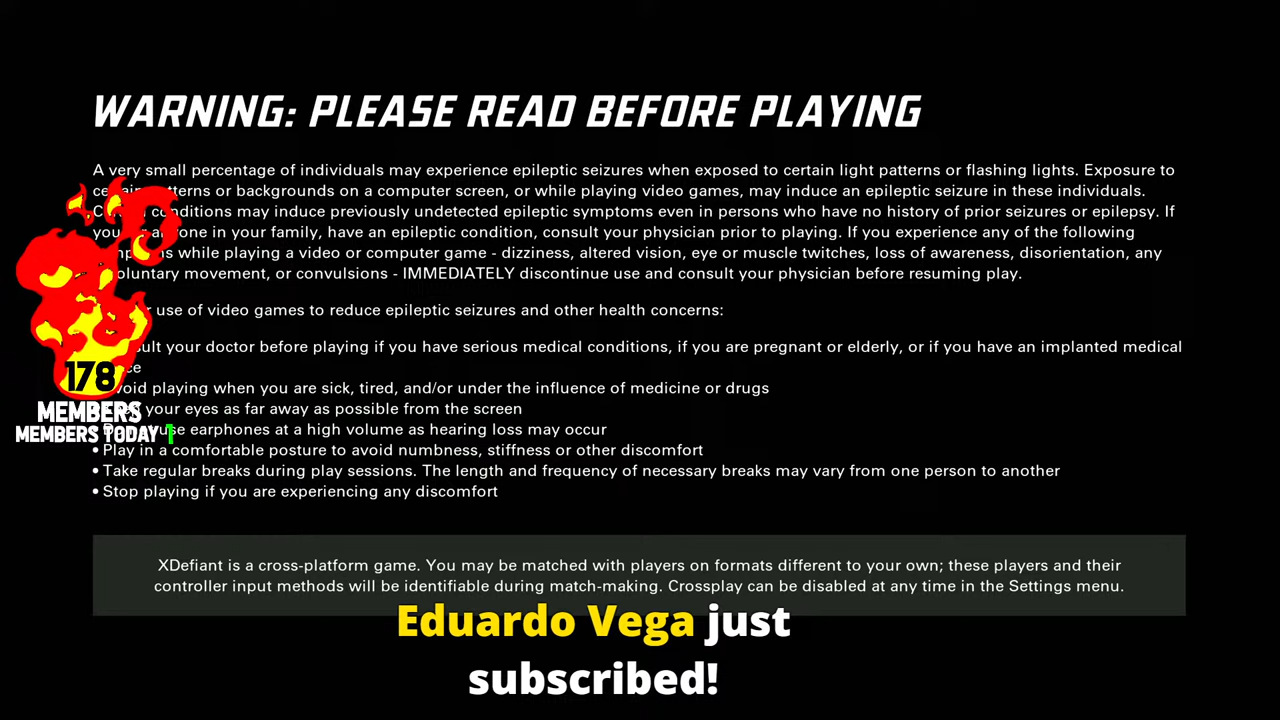 WARNING: PLEASE READ BEFORE PLAYING
A very small percentage of individuals may experience epileptic seizures when exposed to certain light patterns or flashing lights. Exposure to
patterns or backgrounds on a computer screen, or while playing video games, may induce an epileptic seizure in these individuals.
conditions may induce previously undetected epileptic symptoms even in persons who have no history of prior seizures or epilepsy. If
you or anyone in your family, have an epileptic condition, consult your physician prior to playing. If you experience any of the following
while playing a video or computer game - dizziness, altered vision, eye or muscle twitches, loss of awareness, disorientation, any
involuntary movement, or convulsions - IMMEDIATELY discontinue use and consult your physician before resuming play.
use of video games to reduce epileptic seizures and other health concerns:
Consult your doctor before playing if you have serious medical conditions, if you are pregnant or elderly, or if you have an implanted medical
Avoid playing when you are sick, tired, and/or under the influence of medicine or drugs
your eyes as far away as possible from the screen
use earphones at a high volume as hearing loss may occur
• Play in a comfortable posture to avoid numbness, stiffness or other discomfort
• Take regular breaks during play sessions. The length and frequency of necessary breaks may vary from one person to another
• Stop playing if you are experiencing any discomfort
178
MEMBERS
MEMBERS TODAY 1
XDefiant is a cross-platform game. You may be matched with players on formats different to your own; these players and their
controller input methods will be identifiable during match-making. Crossplay can be disabled at any time in the Settings menu.
Eduardo Vega just
subscribed!